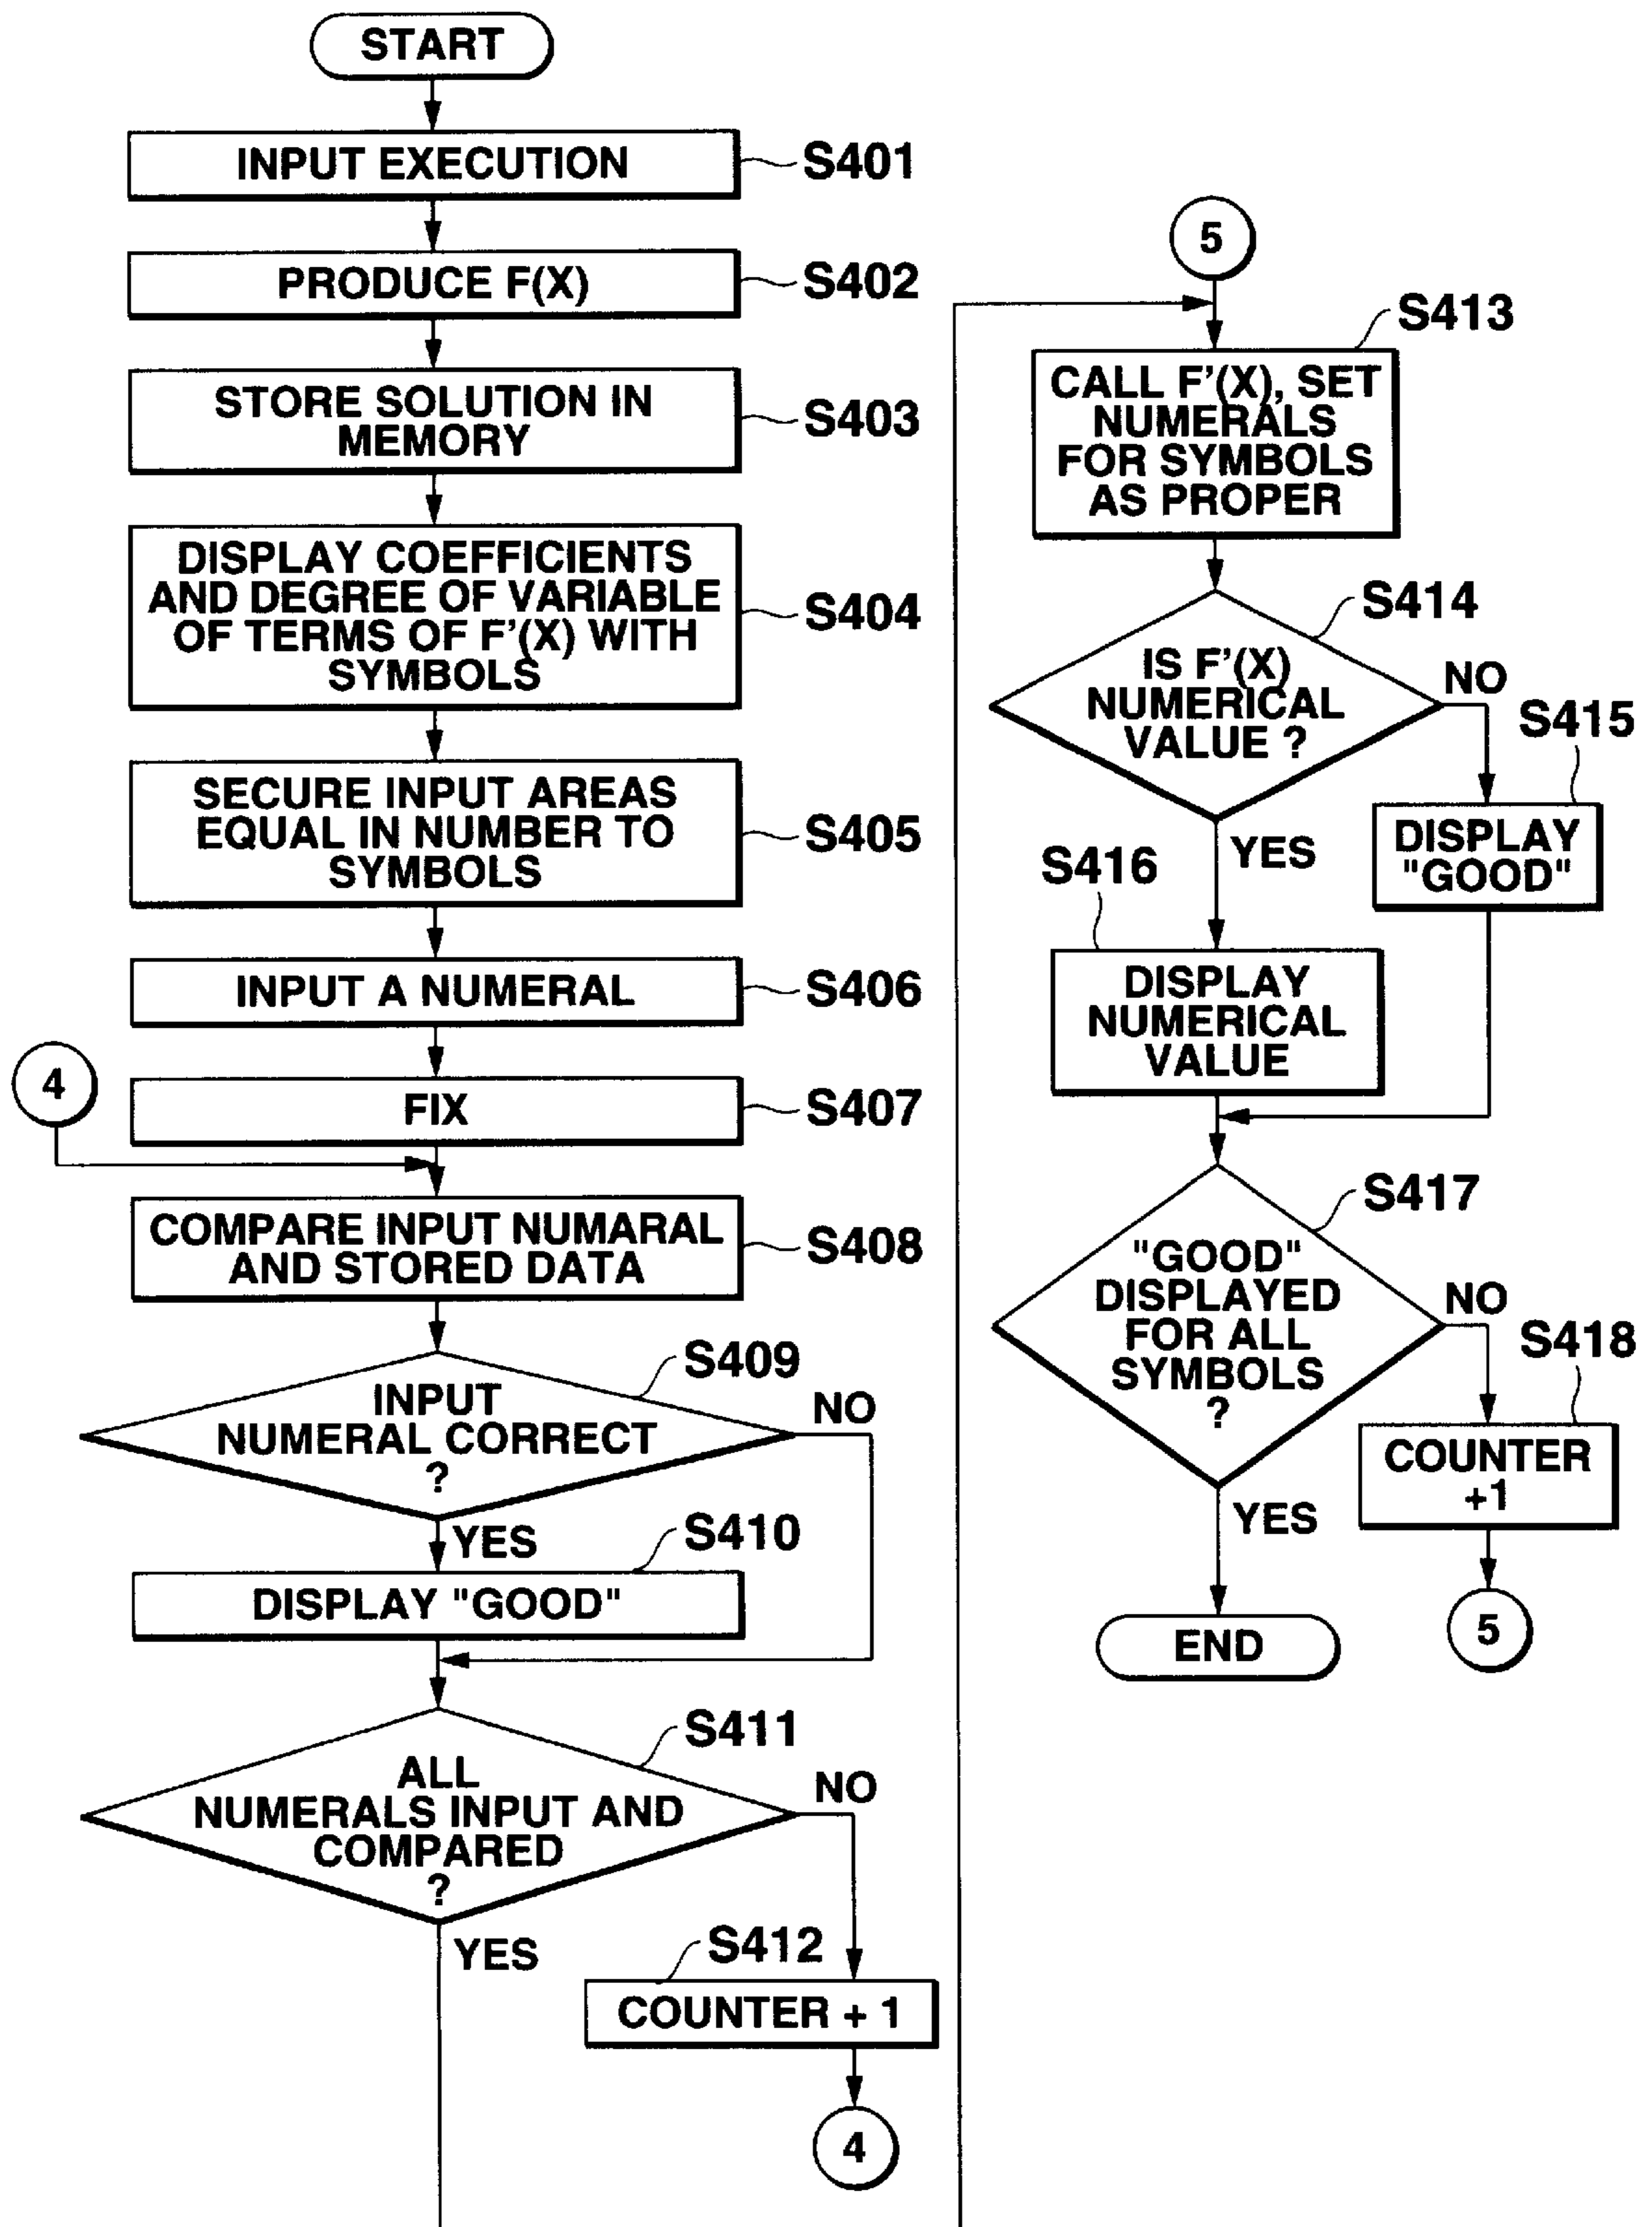 START
INPUT EXECUTION
S401
PRODUCE F(X)
S402
STORE SOLUTION IN
MEMORY
S403
DISPLAY COEFFICIENTS
AND DEGREE OF VARIABLE
OF TERMS OF F'(X) WITH
SYMBOLS
S404
SECURE INPUT AREAS
EQUAL IN NUMBER TO
SYMBOLS
S405
INPUT A NUMERAL
S406
4
FIX
S407
COMPARE INPUT NUMARAL
AND STORED DATA
S408
S409
INPUT
NUMERAL CORRECT
?
NO
YES
S410
DISPLAY "GOOD"
S411
ALL
NUMERALS INPUT AND
COMPARED
?
NO
YES
S412
COUNTER + 1
4
5
S413
CALL F'(X), SET
NUMERALS
FOR SYMBOLS
AS PROPER
S414
IS F'(X)
NUMERICAL
VALUE ?
NO
S415
YES
DISPLAY
"GOOD"
S416
DISPLAY
NUMERICAL
VALUE
S417
"GOOD"
DISPLAYED
FOR ALL
SYMBOLS
?
NO
S418
COUNTER
+1
YES
5
END